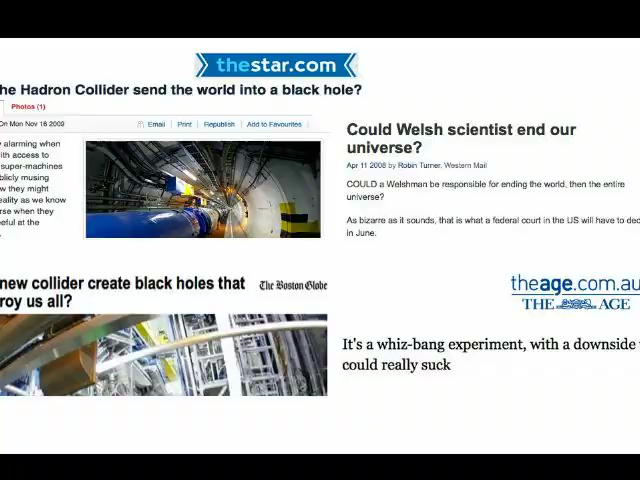 thestar.com
he Hadron Collider send the world into a black hole?
Photos (1)
On Mon Nov 16 2009
Email Print Republish Add to Favourites
y alarming when
ith access to
super-machines
blicly musing
w they might
eality as we know
rse when they
eful at the
Could Welsh scientist end our
universe?
Apr 11 2008 by Robin Turner, Western Mail
COULD a Welshman be responsible for ending the world, then the entire
universe?
As bizarre as it sounds, that is what a federal court in the US will have to dec
in June.
new collider create black holes that
roy us all?
The Boston Globe
theage.com.au
THE AGE
It's a whiz-bang experiment, with a downside
could really suck